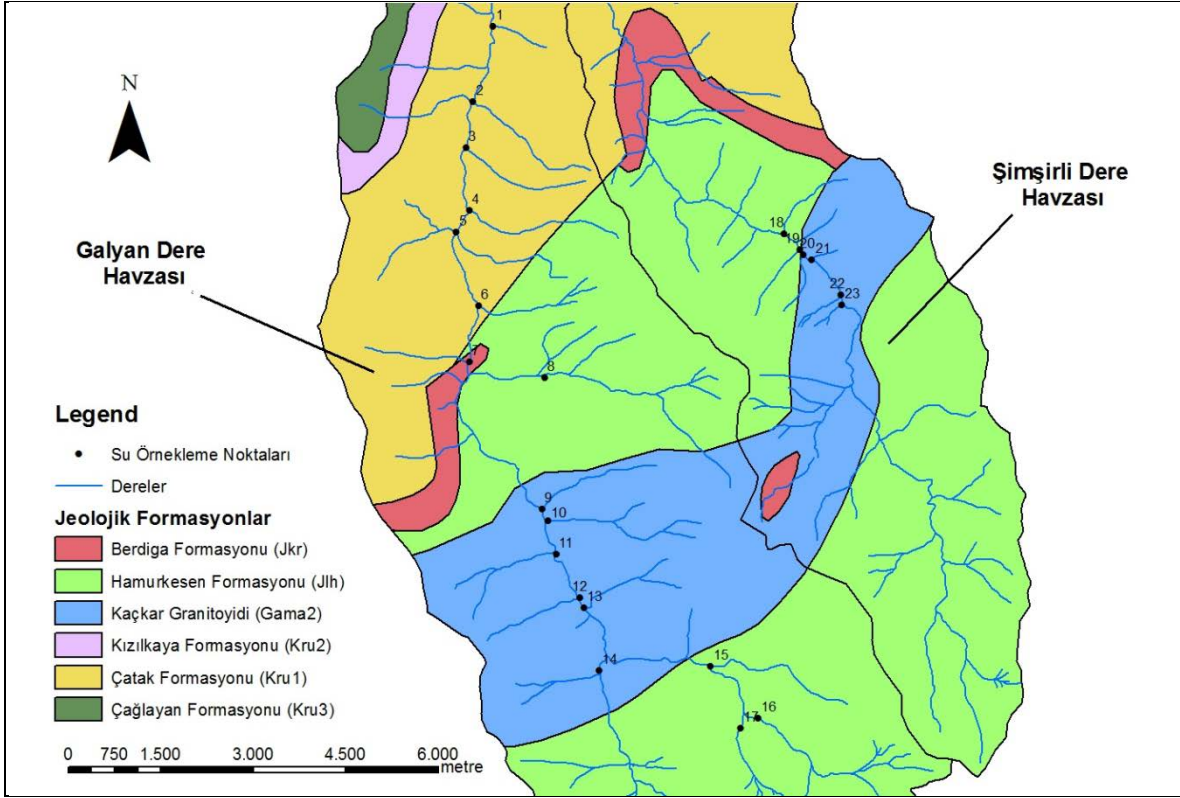 1
N
2
3
Şimşirli Dere
Havzası
4
18
5
19
20
21
Galyan Dere
Havzası
22
6
23
7
8
Legend
Su Örnekleme Noktaları
Dereler
9
10
Jeolojik Formasyonlar
11
Berdiga Formasyonu (Jkr)
Hamurkesen Formasyonu (Jlh)
12
13
Kaçkar Granitoyidi (Gama2)
Kızılkaya Formasyonu (Kru2)
14
15
Çatak Formasyonu (Kru1)
Çağlayan Formasyonu (Kru3)
16
17
0 750 1.500 3.000 4.500 6.000
metre